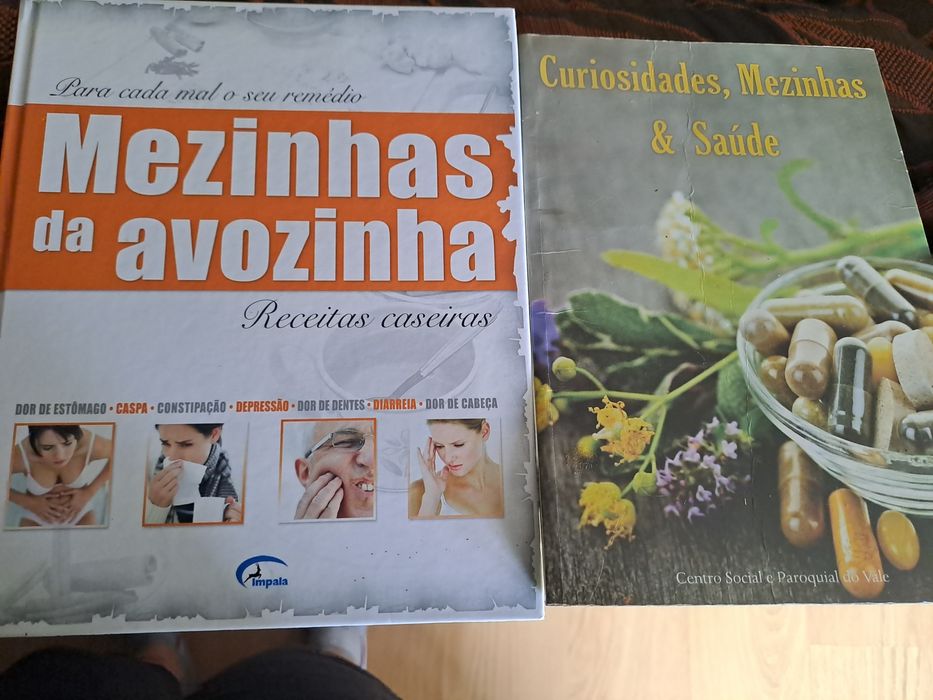 Para cada mal o seu remédio
Mezinhas
da avozinha
Receitas caseiras
DOR DE ESTÔMAGO • CASPA • CONSTIPAÇÃO • DEPRESSÃO • DOR DE DENTES • DIARREIA • DOR DE CABEÇA
Impala
Curiosidades, Mezinhas
& Saúde
Centro Social e Paroquial do Vale